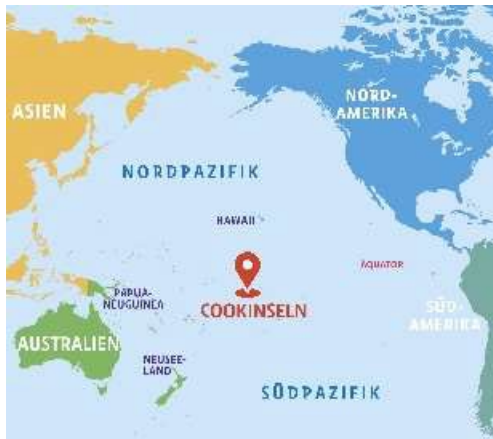 ASIEN
NORD-
AMERIKA
NORDPAZIFIK
HAWAII
ÄQUATOR
PAPUA-
NEUGUINEA
COOKINSELN
SÜD-
AMERIKA
AUSTRALIEN
NEUSEE-
LAND
SÜDPAZIFIK